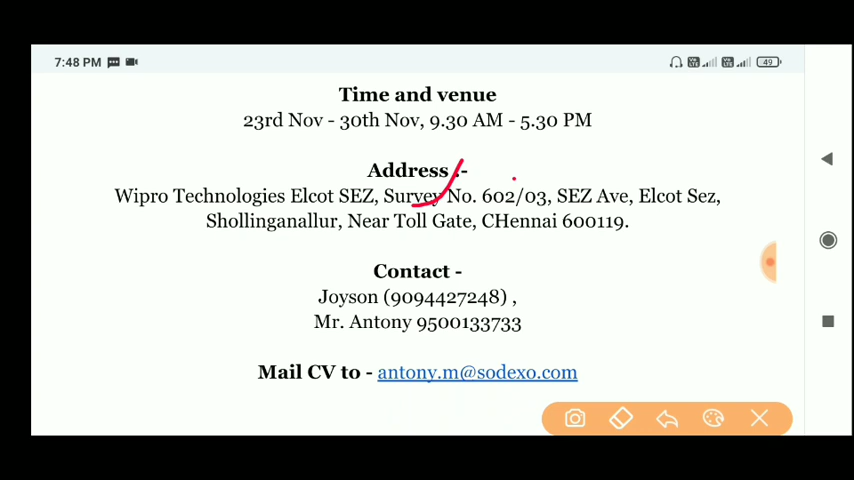 7:48 PM
49
Time and venue
23rd Nov - 30th Nov, 9.30 AM - 5.30 PM
Address :-
Wipro Technologies Elcot SEZ, Survey No. 602/03, SEZ Ave, Elcot Sez,
Shollinganallur, Near Toll Gate, CHennai 600119.
Contact -
Joyson (9094427248) ,
Mr. Antony 9500133733
Mail CV to - antony.m@sodexo.com